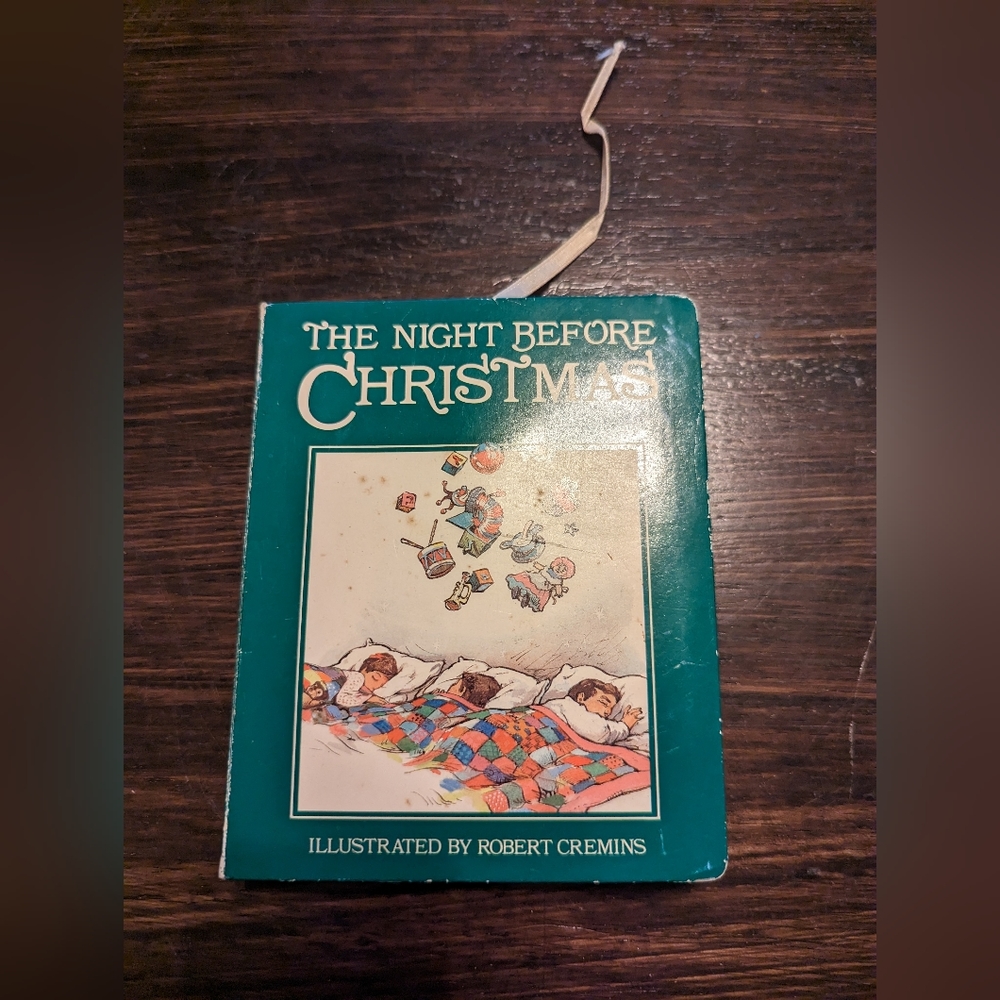 THE NIGHT BEFORE
CHRISTMAS
ILLUSTRATED BY ROBERT CREMINS